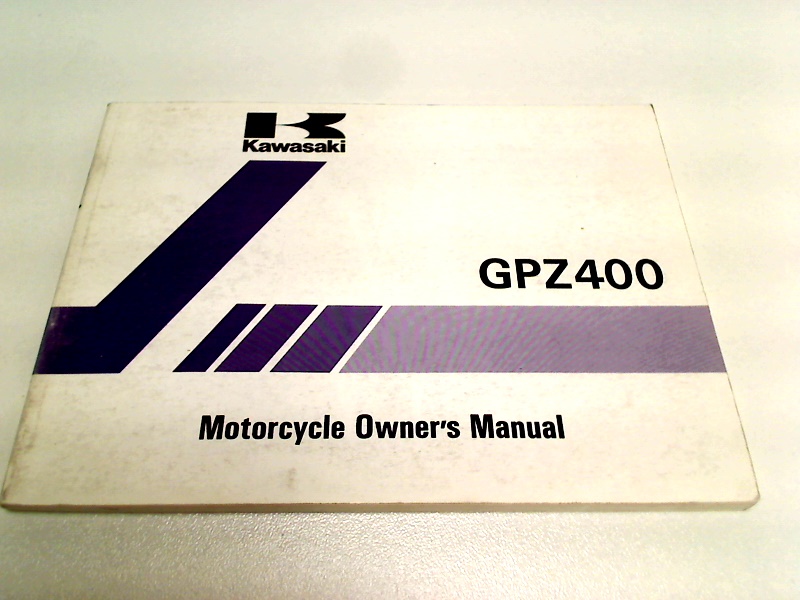 Kawasaki
GPZ400
Motorcycle Owner's Manual